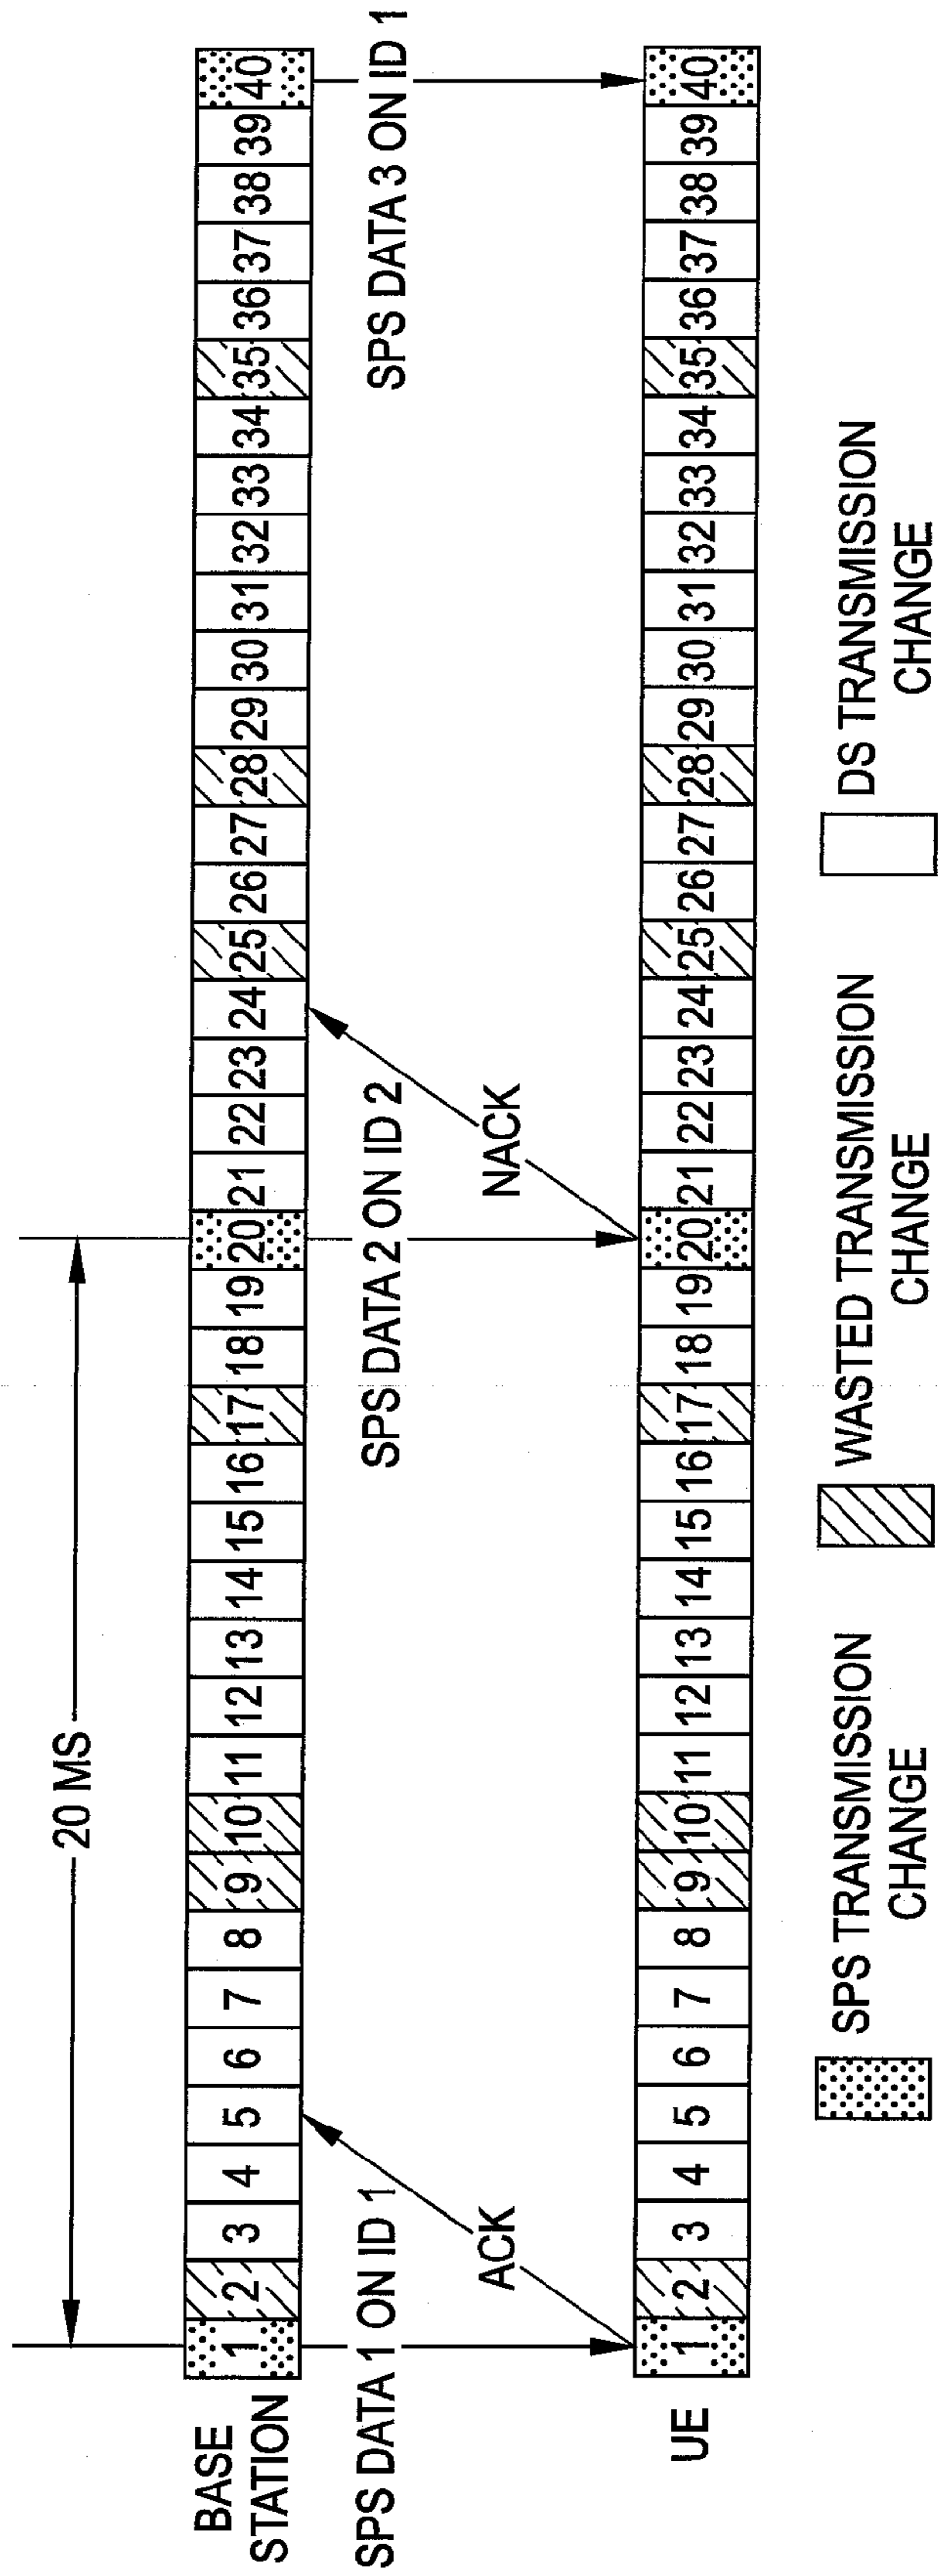 20 MS
BASE
STATION
1 2 3 4 5 6 7 8 9 10 11 12 13 14 15 16 17 18 19 20 21 22 23 24 25 26 27 28 29 30 31 32 33 34 35 36 37 38 39 40
SPS DATA 1 ON ID 1
SPS DATA 2 ON ID 2
SPS DATA 3 ON ID 1
ACK
NACK
UE
1 2 3 4 5 6 7 8 9 10 11 12 13 14 15 16 17 18 19 20 21 22 23 24 25 26 27 28 29 30 31 32 33 34 35 36 37 38 39 40
SPS TRANSMISSION
CHANGE
WASTED TRANSMISSION
CHANGE
DS TRANSMISSION
CHANGE